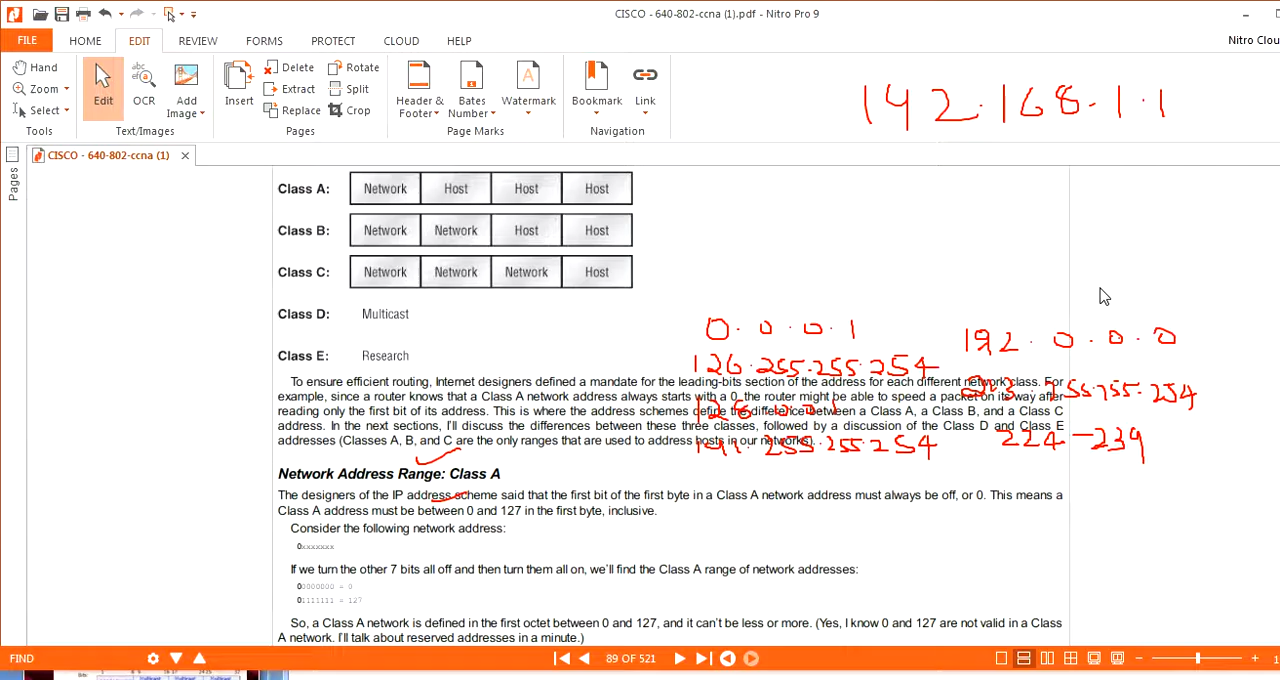 CISCO - 640-802-ccna (1).pdf - Nitro Pro 9
FILE HOME EDIT REVIEW FORMS PROTECT CLOUD HELP
Nitro Clou
Hand
Zoom
Select
Tools
Edit
abc
OCR
Add Image
Text/Images
Insert
Delete
Extract
Replace
Rotate
Split
Crop
Pages
Header & Footer
Bates Number
Watermark
Page Marks
Bookmark
Link
Navigation
192.168.1.1
CISCO - 640-802-ccna (1)
Pages
Class A: Network Host Host Host
Class B: Network Network Host Host
Class C: Network Network Network Host
Class D: Multicast
Class E: Research
0.0.0.1
126.255.255.254
128.0.0.1
191.255.255.254
192.0.0.0
223.255.255.254
224-239
To ensure efficient routing, Internet designers defined a mandate for the leading-bits section of the address for each different network class. For
example, since a router knows that a Class A network address always starts with a 0, the router might be able to speed a packet on its way after
reading only the first bit of its address. This is where the address schemes define the difference between a Class A, a Class B, and a Class C
address. In the next sections, I'll discuss the differences between these three classes, followed by a discussion of the Class D and Class E
addresses (Classes A, B, and C are the only ranges that are used to address hosts in our networks).
Network Address Range: Class A
The designers of the IP address scheme said that the first bit of the first byte in a Class A network address must always be off, or 0. This means a
Class A address must be between 0 and 127 in the first byte, inclusive.
Consider the following network address:
0xxxxxxx
If we turn the other 7 bits all off and then turn them all on, we'll find the Class A range of network addresses:
00000000 = 0
01111111 = 127
So, a Class A network is defined in the first octet between 0 and 127, and it can't be less or more. (Yes, I know 0 and 127 are not valid in a Class
A network. I'll talk about reserved addresses in a minute.)
FIND
89 OF 521